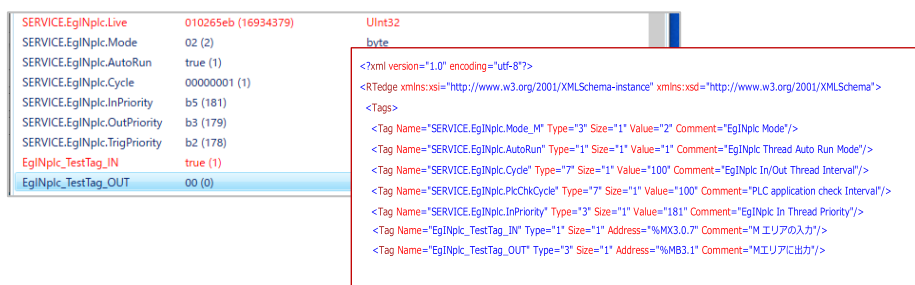 SERVICE.EgINplc.Live 010265eb (16934379) UInt32
SERVICE.EgINplc.Mode 02 (2) byte
SERVICE.EgINplc.AutoRun true (1)
SERVICE.EgINplc.Cycle 00000001 (1)
SERVICE.EgINplc.InPriority b5 (181)
SERVICE.EgINplc.OutPriority b3 (179)
SERVICE.EgINplc.TrigPriority b2 (178)
EgINplc_TestTag_IN true (1)
EgINplc_TestTag_OUT 00 (0)
<?xml version="1.0" encoding="utf-8"?>
<RTedge xmlns:xsi="http://www.w3.org/2001/XMLSchema-instance" xmlns:xsd="http://www.w3.org/2001/XMLSchema">
<Tags>
<Tag Name="SERVICE.EgINplc.Mode_M" Type="3" Size="1" Value="2" Comment="EgINplc Mode"/>
<Tag Name="SERVICE.EgINplc.AutoRun" Type="1" Size="1" Value="1" Comment="EgINplc Thread Auto Run Mode"/>
<Tag Name="SERVICE.EgINplc.Cycle" Type="7" Size="1" Value="100" Comment="EgINplc In/Out Thread Interval"/>
<Tag Name="SERVICE.EgINplc.PlcChkCycle" Type="7" Size="1" Value="100" Comment="PLC application check Interval"/>
<Tag Name="SERVICE.EgINplc.InPriority" Type="3" Size="1" Value="181" Comment="EgINplc In Thread Priority"/>
<Tag Name="EgINplc_TestTag_IN" Type="1" Size="1" Address="%MX3.0.7" Comment="M エリアの入力"/>
<Tag Name="EgINplc_TestTag_OUT" Type="3" Size="1" Address="%MB3.1" Comment="Mエリアに出力"/>